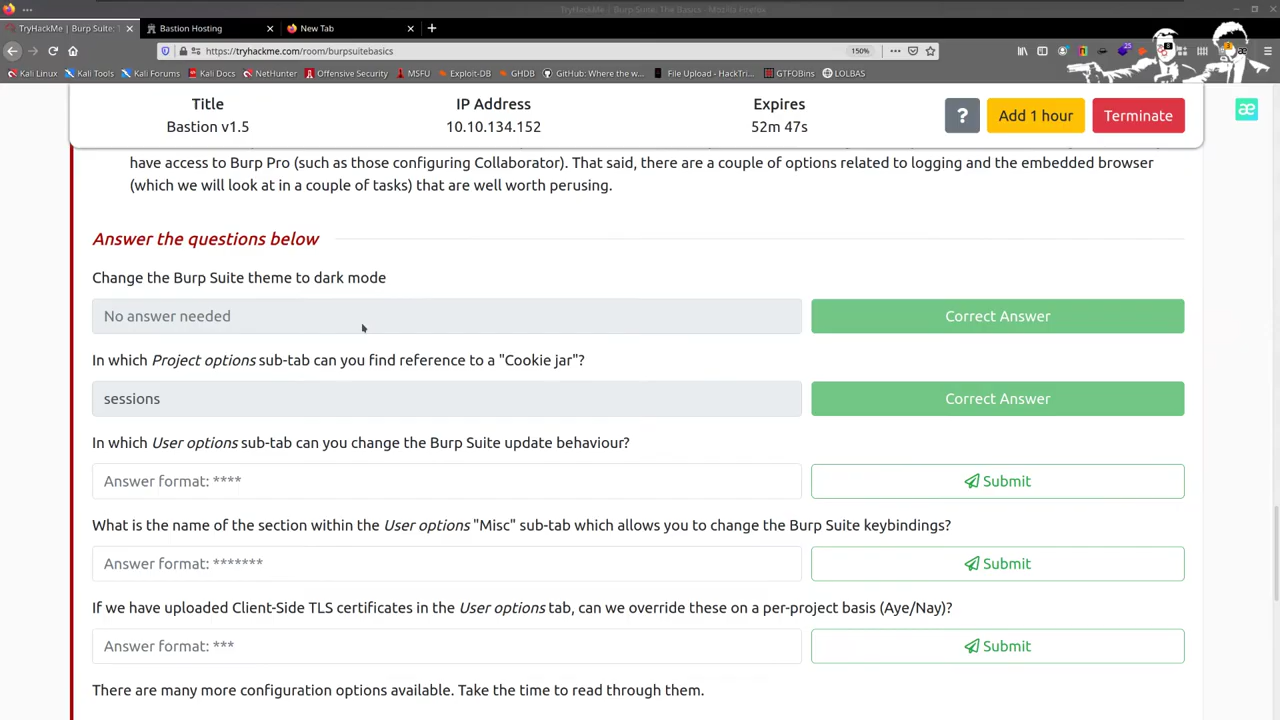 TryHackMe | Burp Suite: The Basics - Mozilla Firefox
TryHackMe | Burp Suite: T
Bastion Hosting
New Tab
https://tryhackme.com/room/burpsuitebasics
150%
Kali Linux
Kali Tools
Kali Forums
Kali Docs
NetHunter
Offensive Security
MSFU
Exploit-DB
GHDB
GitHub: Where the w...
File Upload - HackTri...
GTFOBins
LOLBAS
Title
IP Address
Expires
Bastion v1.5
10.10.134.152
52m 47s
?
Add 1 hour
Terminate
have access to Burp Pro (such as those configuring Collaborator). That said, there are a couple of options related to logging and the embedded browser
(which we will look at in a couple of tasks) that are well worth perusing.
Answer the questions below
Change the Burp Suite theme to dark mode
No answer needed
Correct Answer
In which Project options sub-tab can you find reference to a "Cookie jar"?
sessions
Correct Answer
In which User options sub-tab can you change the Burp Suite update behaviour?
Answer format: ****
Submit
What is the name of the section within the User options "Misc" sub-tab which allows you to change the Burp Suite keybindings?
Answer format: *******
Submit
If we have uploaded Client-Side TLS certificates in the User options tab, can we override these on a per-project basis (Aye/Nay)?
Answer format: ***
Submit
There are many more configuration options available. Take the time to read through them.